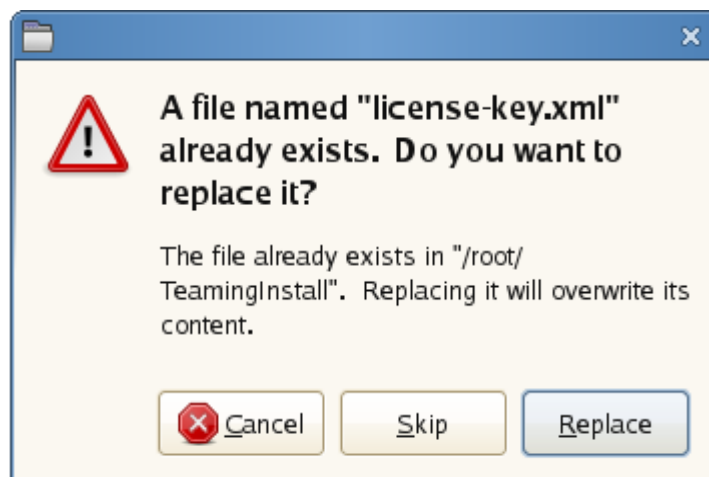 A file named "license-key.xml"
already exists.  Do you want to
replace it?
The file already exists in "/root/
TeamingInstall".  Replacing it will overwrite its
content.
Cancel
Skip
Replace